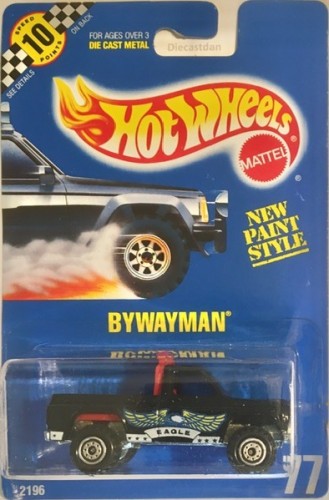 SPEED
10
POINTS
ON BACK
SEE DETAILS
FOR AGES OVER 3
DIE CAST METAL
Diecastdan
Hot Wheels
MATTEL
®
NEW
PAINT
STYLE
BYWAYMAN®
EAGLE
77
2196